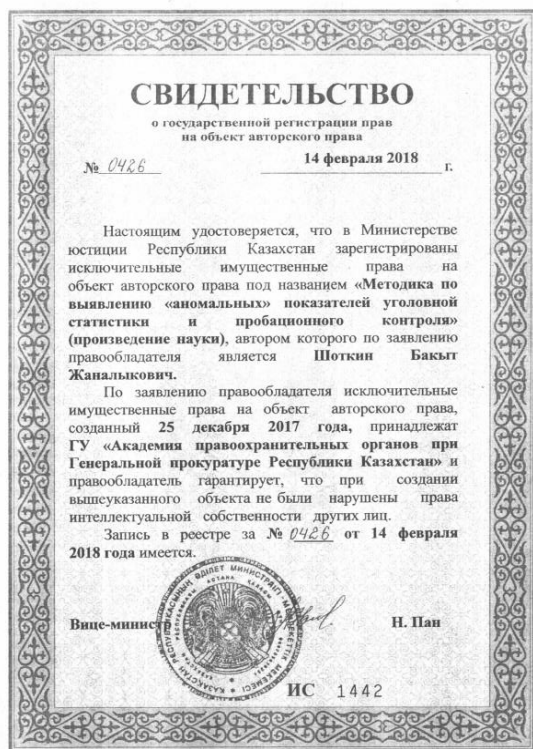 СВИДЕТЕЛЬСТВО
о государственной регистрации прав
на объект авторского права
№ 0426
14 февраля 2018 г.
Настоящим удостоверяется, что в Министерстве
юстиции Республики Казахстан зарегистрированы
исключительные имущественные права на
объект авторского права под названием «Методика по
выявлению «аномальных» показателей уголовной
статистики и пробационного контроля»
(произведение науки), автором которого по заявлению
правообладателя является Шоткин Бакыт
Жаналыкович.
По заявлению правообладателя исключительные
имущественные права на объект авторского права,
созданный 25 декабря 2017 года, принадлежат
ГУ «Академия правоохранительных органов при
Генеральной прокуратуре Республики Казахстан» и
правообладатель гарантирует, что при создании
вышеуказанного объекта не были нарушены права
интеллектуальной собственности других лиц.
Запись в реестре за № 0426 от 14 февраля
2018 года имеется.
Вице-министр Н. Пан
ИС 1442